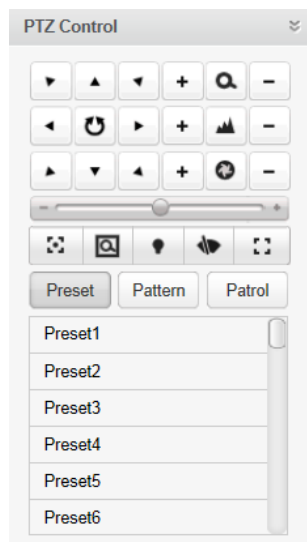 PTZ Control
Preset Pattern Patrol
Preset1
Preset2
Preset3
Preset4
Preset5
Preset6